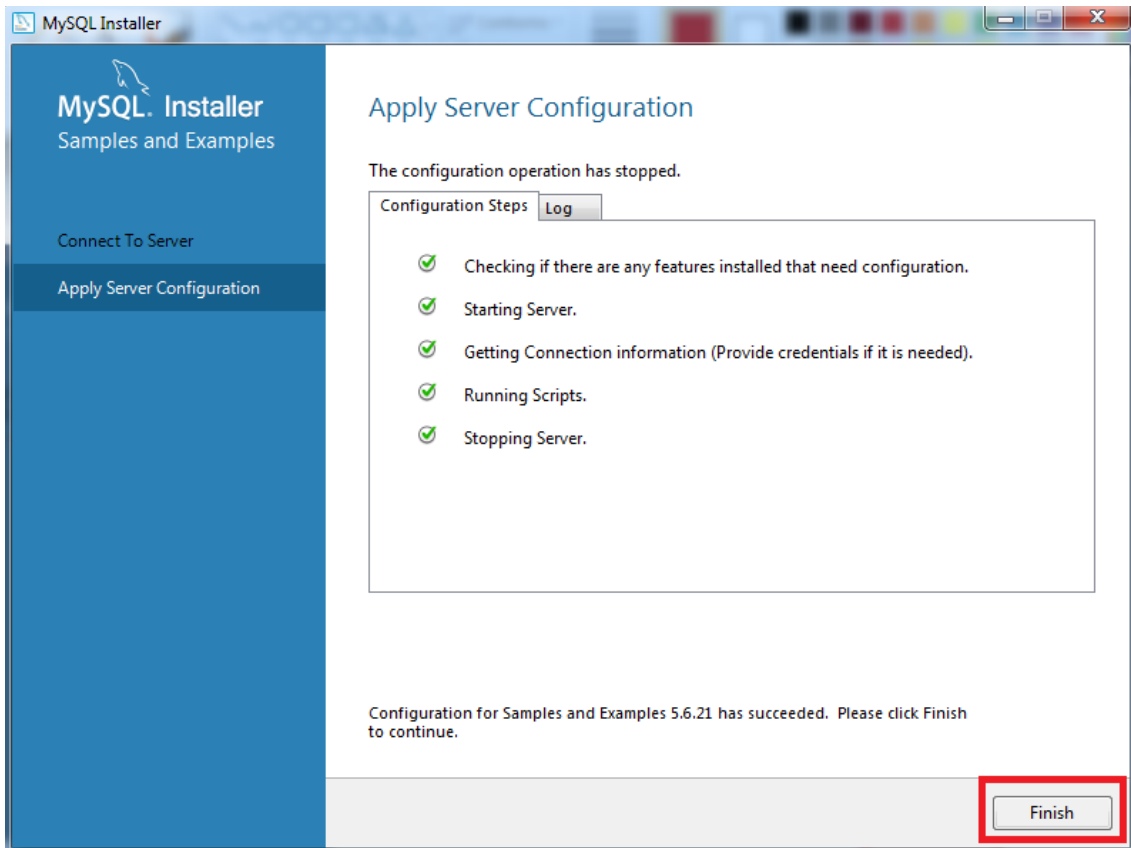 MySQL Installer
MySQL. Installer
Samples and Examples
Connect To Server
Apply Server Configuration
Apply Server Configuration
The configuration operation has stopped.
Configuration Steps
Log
Checking if there are any features installed that need configuration.
Starting Server.
Getting Connection information (Provide credentials if it is needed).
Running Scripts.
Stopping Server.
Configuration for Samples and Examples 5.6.21 has succeeded. Please click Finish
to continue.
Finish